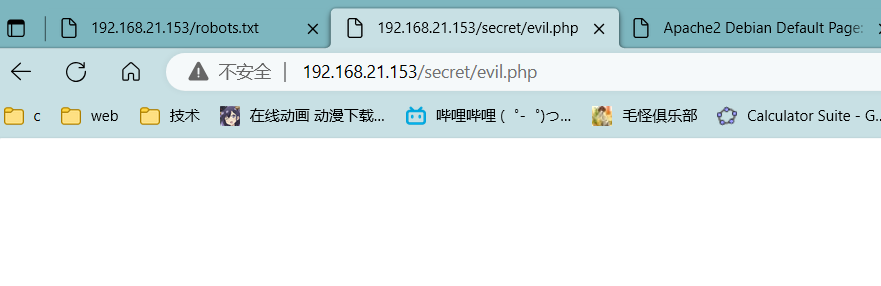 192.168.21.153/robots.txt
192.168.21.153/secret/evil.php
Apache2 Debian Default Page:
不安全 | 192.168.21.153/secret/evil.php
c
web
技术
在线动画 动漫下载...
哔哩哔哩 (゜-゜)つ...
毛怪俱乐部
Calculator Suite - G...